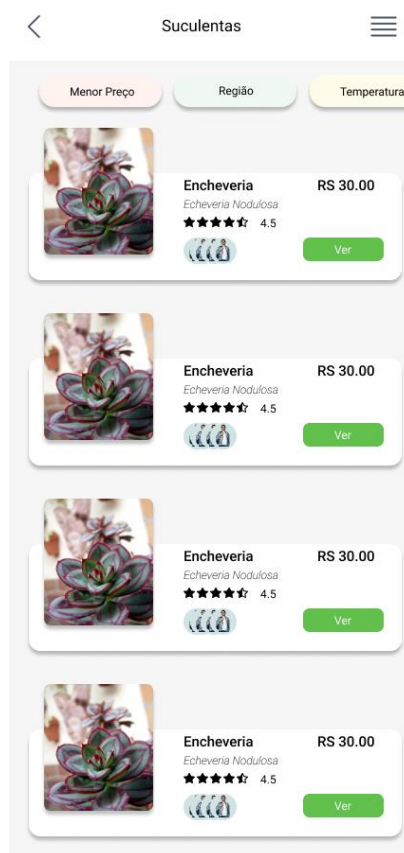 Suculentas
Menor Preço Região Temperatura
Encheveria RS 30.00
Echeveria Nodulosa
4.5
Ver
Encheveria RS 30.00
Echeveria Nodulosa
4.5
Ver
Encheveria RS 30.00
Echeveria Nodulosa
4.5
Ver
Encheveria RS 30.00
Echeveria Nodulosa
4.5
Ver